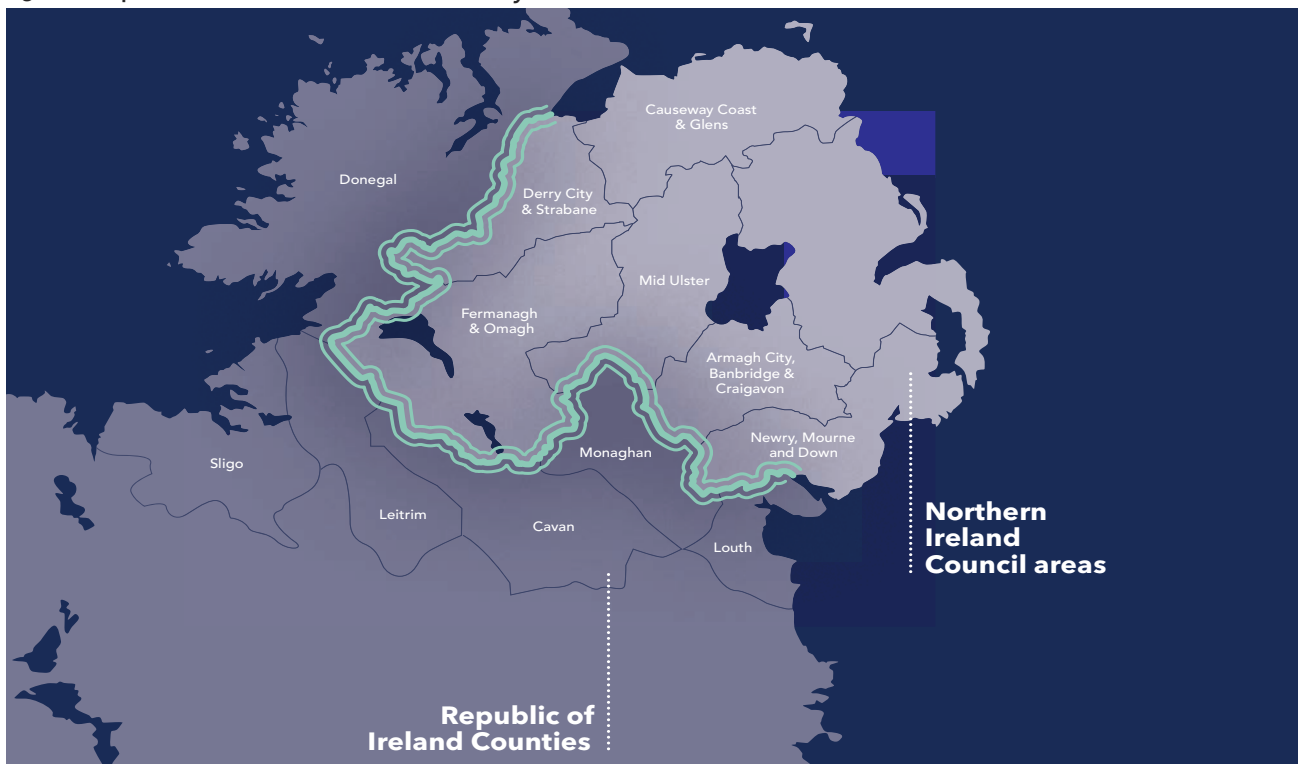 Causeway Coast
& Glens
Donegal
Derry City
& Strabane
Mid Ulster
Fermanagh
& Omagh
Armagh City,
Banbridge &
Craigavon
Newry, Mourne
and Down
Monaghan
Sligo
Leitrim
Cavan
Louth
Northern
Ireland
Council areas
Republic of
Ireland Counties